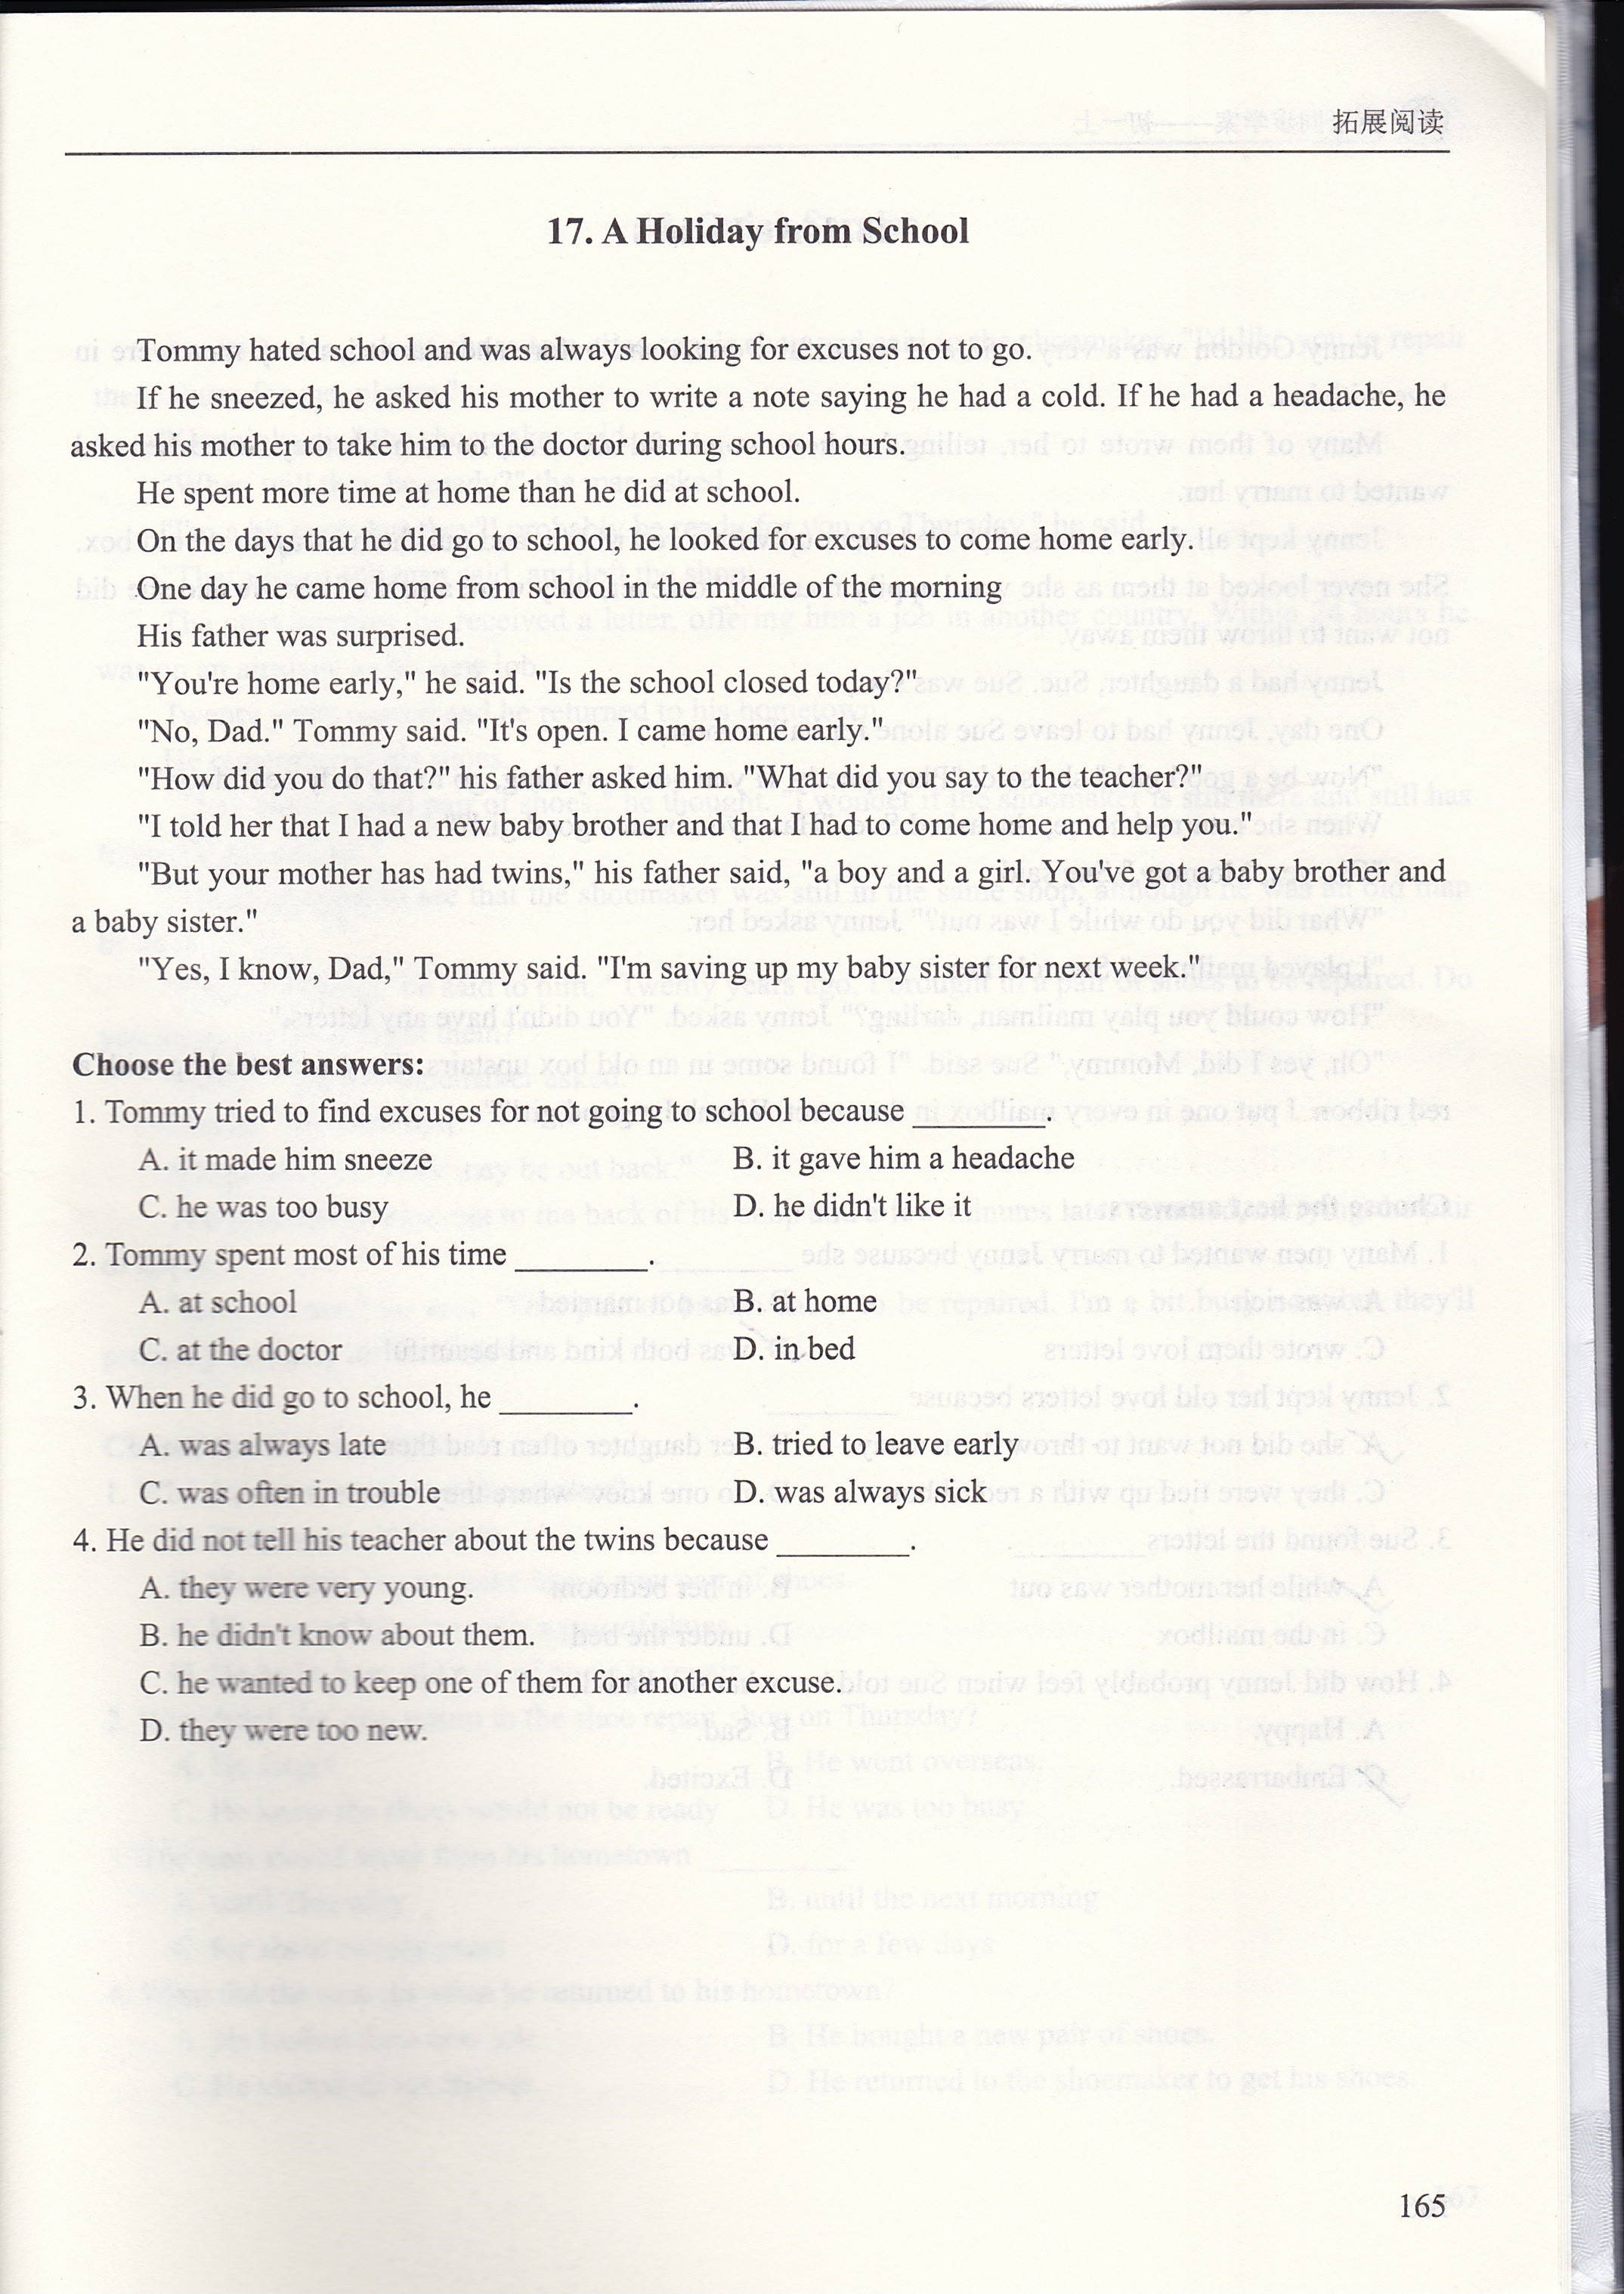 拓展阅读
17. A Holiday from School
Tommy hated school and was always looking for excuses not to go.
If he sneezed, he asked his mother to write a note saying he had a cold. If he had a headache, he
asked his mother to take him to the doctor during school hours.
He spent more time at home than he did at school.
On the days that he did go to school, he looked for excuses to come home early.
One day he came home from school in the middle of the morning
His father was surprised.
"You're home early," he said. "Is the school closed today?"
"No, Dad." Tommy said. "It's open. I came home early."
"How did you do that?" his father asked him. "What did you say to the teacher?"
"I told her that I had a new baby brother and that I had to come home and help you."
"But your mother has had twins," his father said, "a boy and a girl. You've got a baby brother and
a baby sister."
"Yes, I know, Dad," Tommy said. "I'm saving up my baby sister for next week."
Choose the best answers:
1. Tommy tried to find excuses for not going to school because ________.
A. it made him sneeze B. it gave him a headache
C. he was too busy D. he didn't like it
2. Tommy spent most of his time ________.
A. at school B. at home
C. at the doctor D. in bed
3. When he did go to school, he ________.
A. was always late B. tried to leave early
C. was often in trouble D. was always sick
4. He did not tell his teacher about the twins because ________.
A. they were very young.
B. he didn't know about them.
C. he wanted to keep one of them for another excuse.
D. they were too new.
165